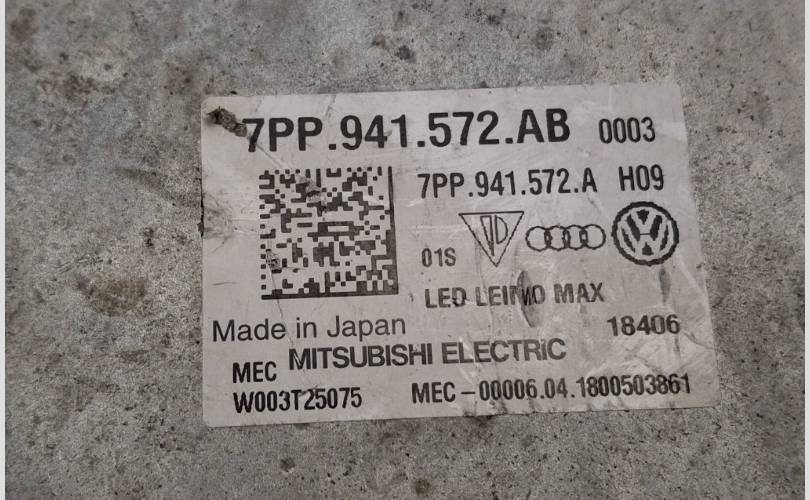 7PP.941.572.AB 0003
7PP.941.572.A H09
01S
LED LEIMO MAX
Made in Japan 18406
MEC MITSUBISHI ELECTRIC
W003T25075 MEC-00006.04.1800503861